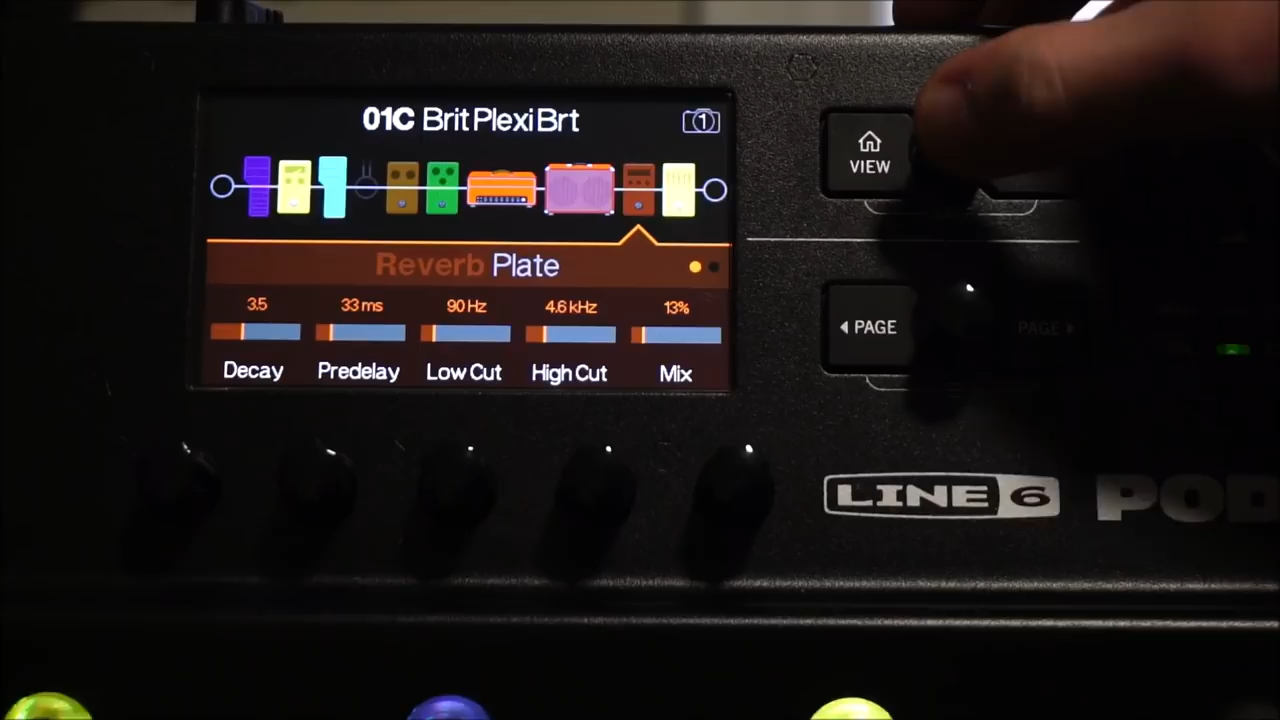 01C Brit Plexi Brt
1
Reverb Plate
3.5 33 ms 90 Hz 4.6 kHz 13%
Decay Predelay Low Cut High Cut Mix
VIEW
PAGE PAGE
LINE 6 POD